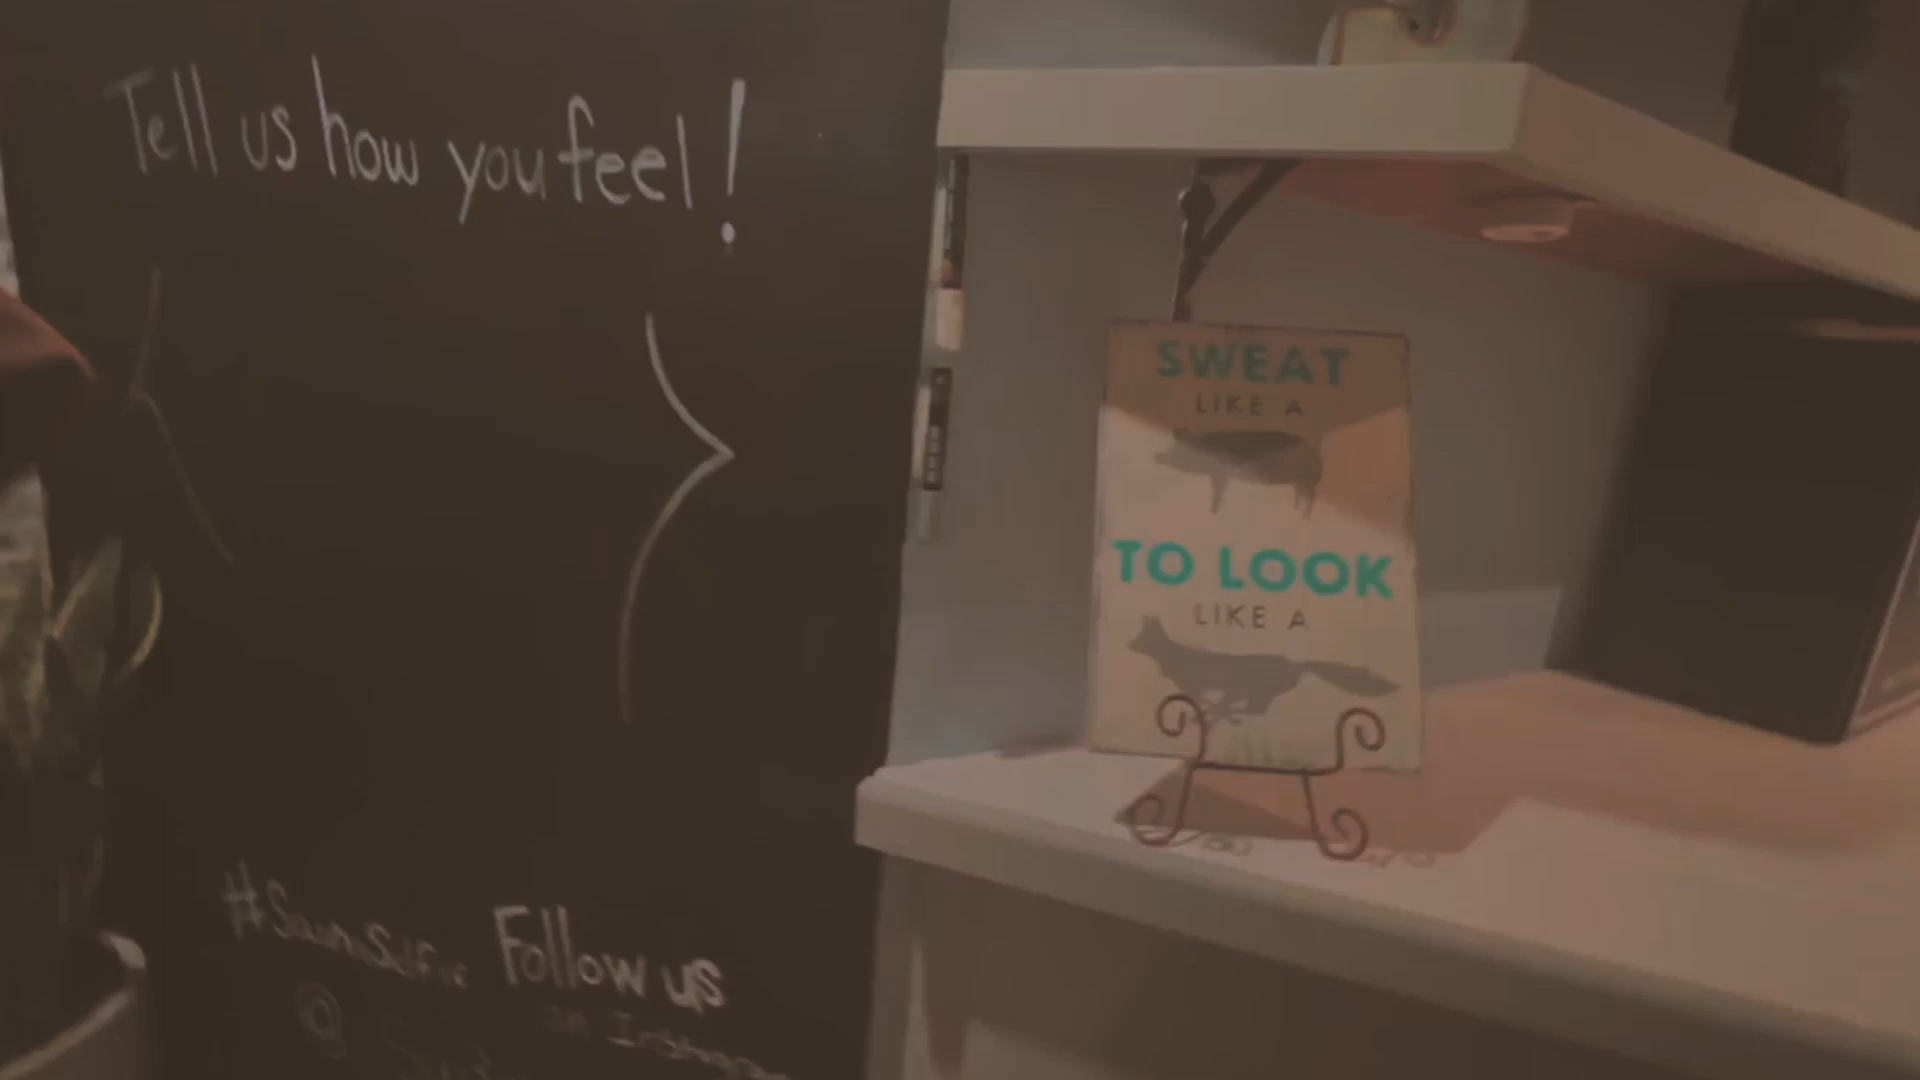 Tell us how you feel!
SWEAT
LIKE A
TO LOOK
LIKE A
#SaunaSelfie Follow us
@